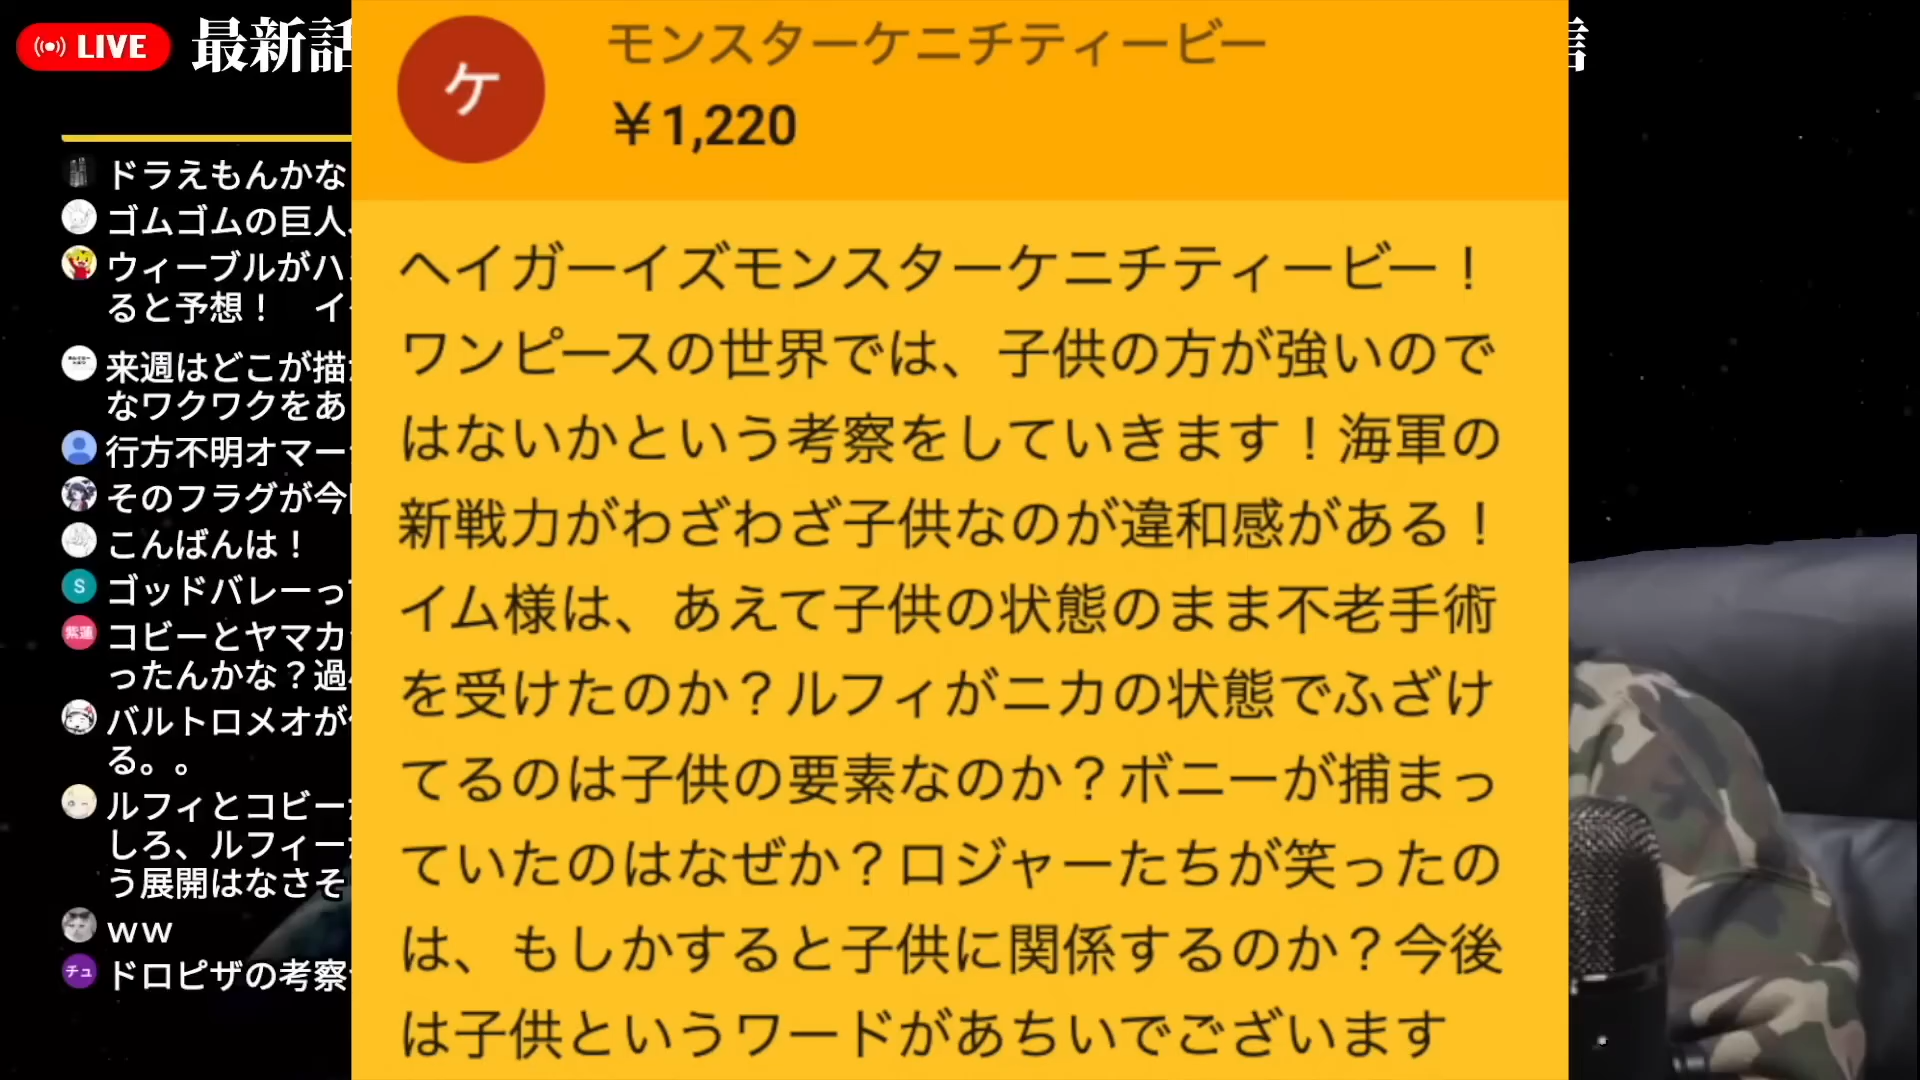 LIVE 最新話
信
モンスターケニチティービー
ケ
￥1,220
ヘイガーイズモンスターケニチティービー！
ワンピースの世界では、子供の方が強いので
はないかという考察をしていきます！海軍の
新戦力がわざわざ子供なのが違和感がある！
イム様は、あえて子供の状態のまま不老手術
を受けたのか？ルフィがニカの状態でふざけ
てるのは子供の要素なのか？ボニーが捕まっ
ていたのはなぜか？ロジャーたちが笑ったの
は、もしかすると子供に関係するのか？今後
は子供というワードがあちいでございます
ドラえもんかな
ゴムゴムの巨人
ウィーブルがハ
ると予想！ イ
来週はどこが描
なワクワクをあ
行方不明オマー
そのフラグが今
こんばんは！
S ゴッドバレーっ
紫蓮 コビーとヤマカ
ったんかな？過
バルトロメオが
る。。
ルフィとコビー
しろ、ルフィー
う展開はなさそ
ｗｗ
チュ ドロピザの考察